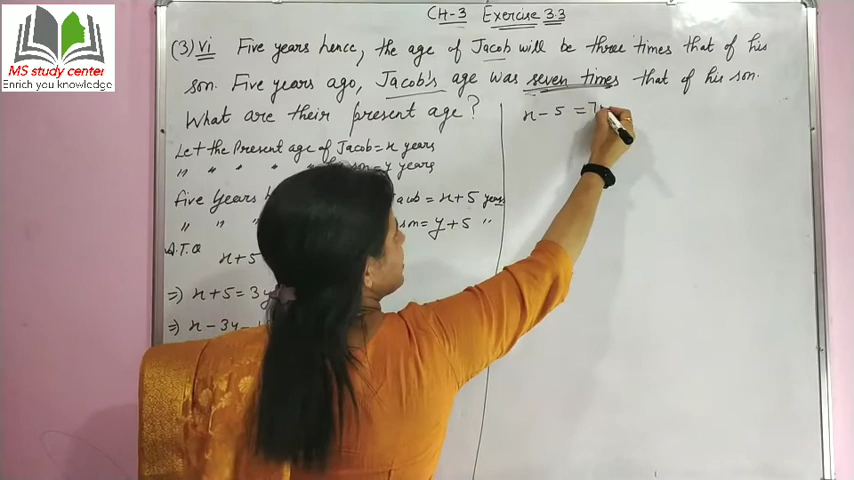 MS study center
Enrich you knowledge
CH-3 Exercise 3.3
(3) vi Five years hence, the age of Jacob will be three times that of his
son. Five years ago, Jacob's age was seven times that of his son.
What are their present age?
Let the Present age of Jacob = x years
" " " " son = y years
Five years = x+5 years
" " son = y+5 "
A.T.Q
x+5
=) x+5 = 3y
=) x-3y-
x-5 = 7